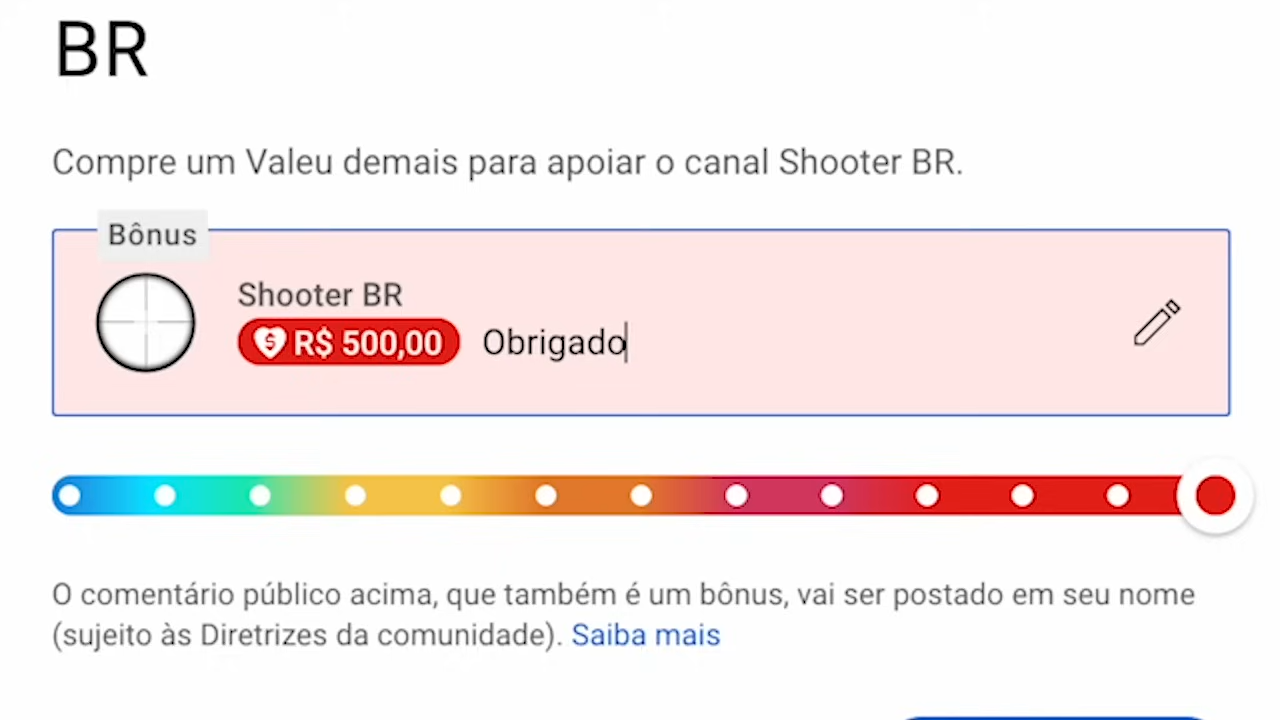 BR
Compre um Valeu demais para apoiar o canal Shooter BR.
Bônus
Shooter BR
R$ 500,00 Obrigado
O comentário público acima, que também é um bônus, vai ser postado em seu nome
(sujeito às Diretrizes da comunidade). Saiba mais